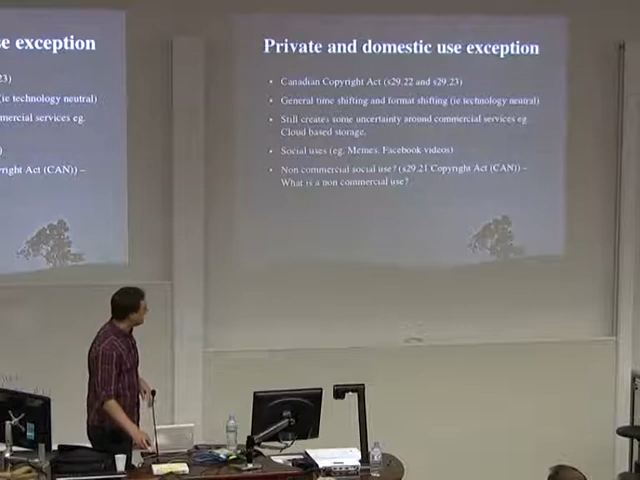 e exception
23)
(ie technology neutral)
mercial services eg.
)
right Act (CAN)) –
Private and domestic use exception
• Canadian Copyright Act (s29.22 and s29.23)
• General time shifting and format shifting (ie technology neutral)
• Still creates some uncertainty around commercial services eg.
Cloud based storage.
• Social uses (eg. Memes, Facebook videos)
• Non commercial social use? (s29.21 Copyright Act (CAN)) –
What is a non commercial use?